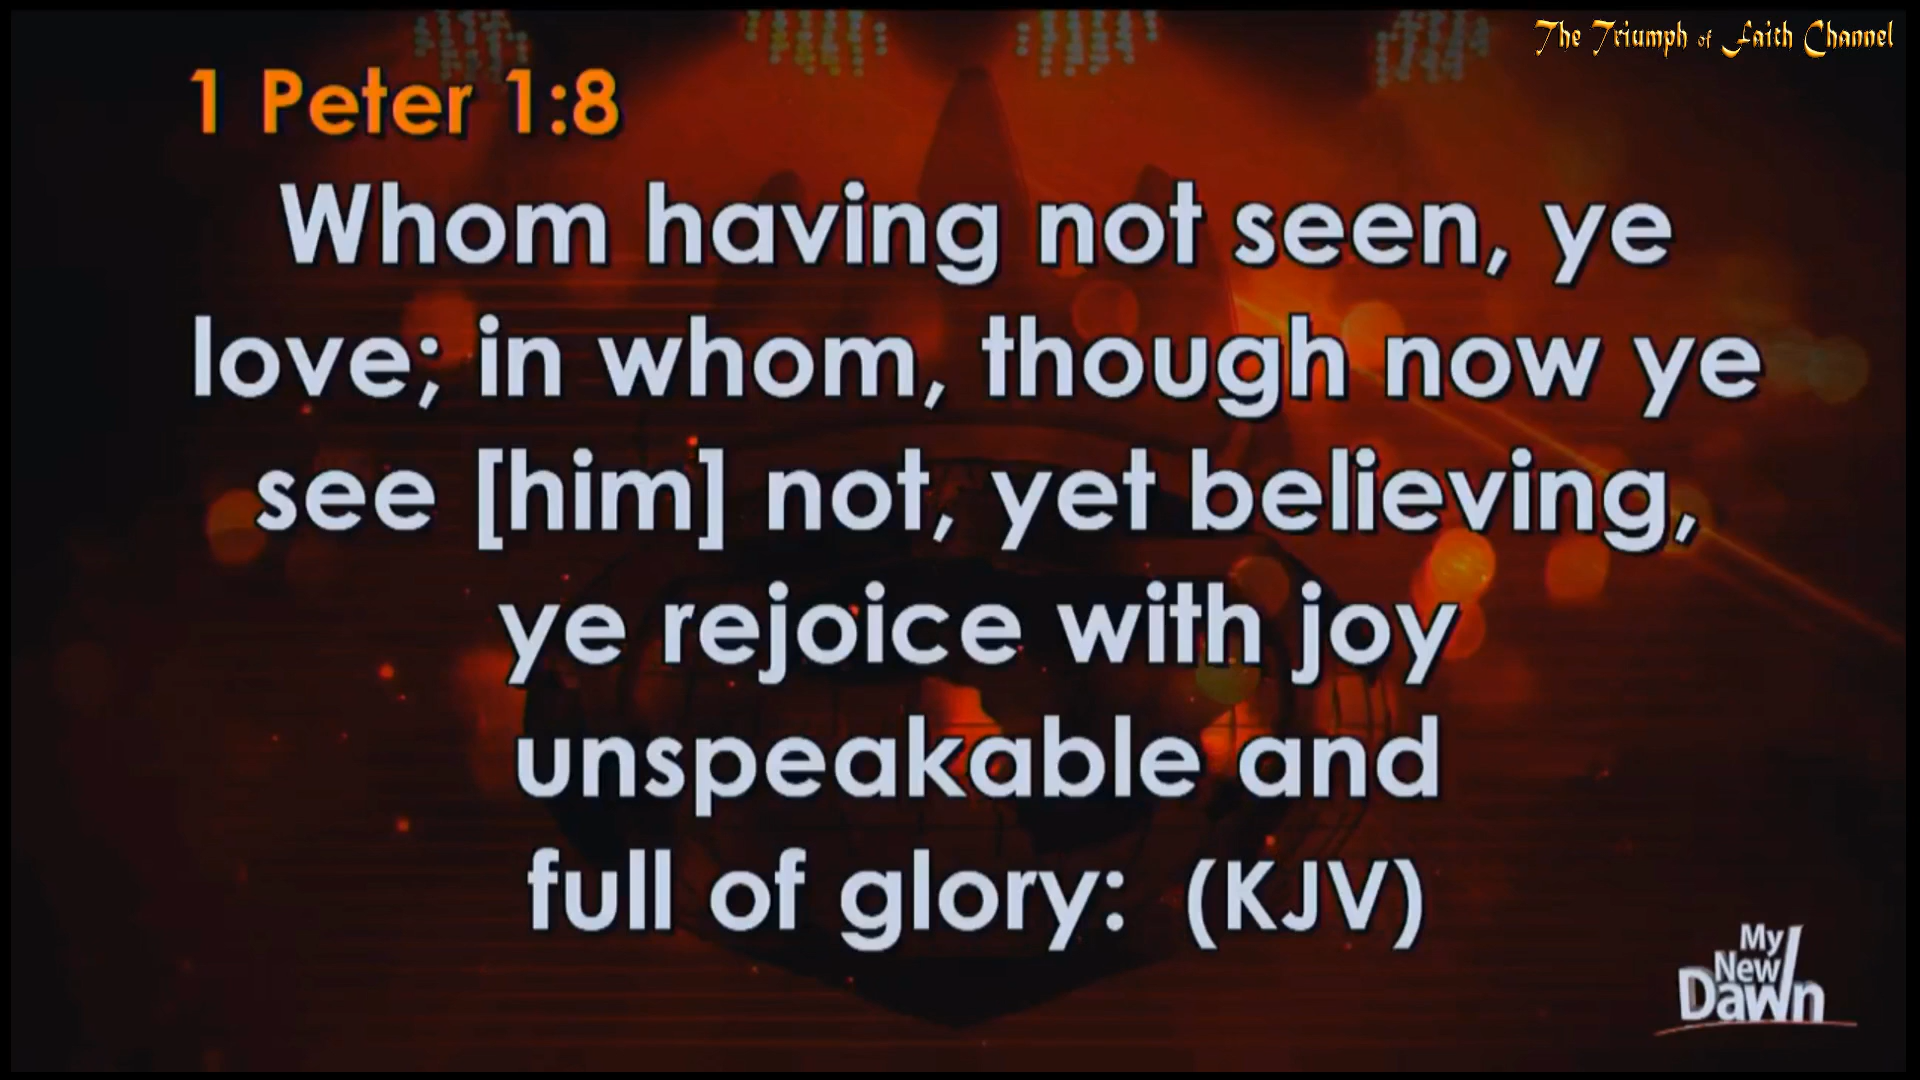 The Triumph of Faith Channel
1 Peter 1:8
Whom having not seen, ye
love; in whom, though now ye
see [him] not, yet believing,
ye rejoice with joy
unspeakable and
full of glory: (KJV)
My
New
Dawn